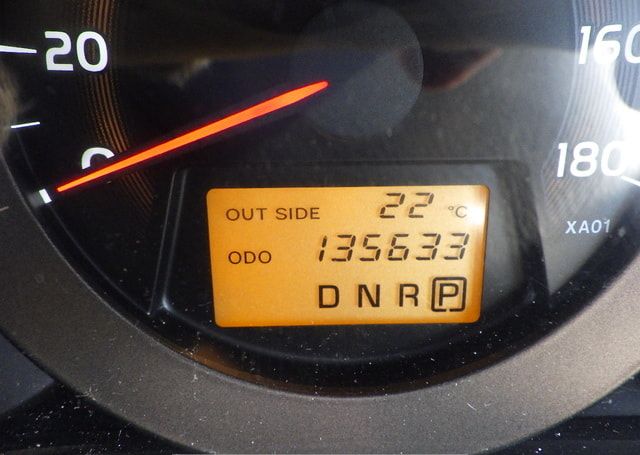 20
0
160
180
XA01
OUT SIDE 22 °C
ODO 135633
D N R P